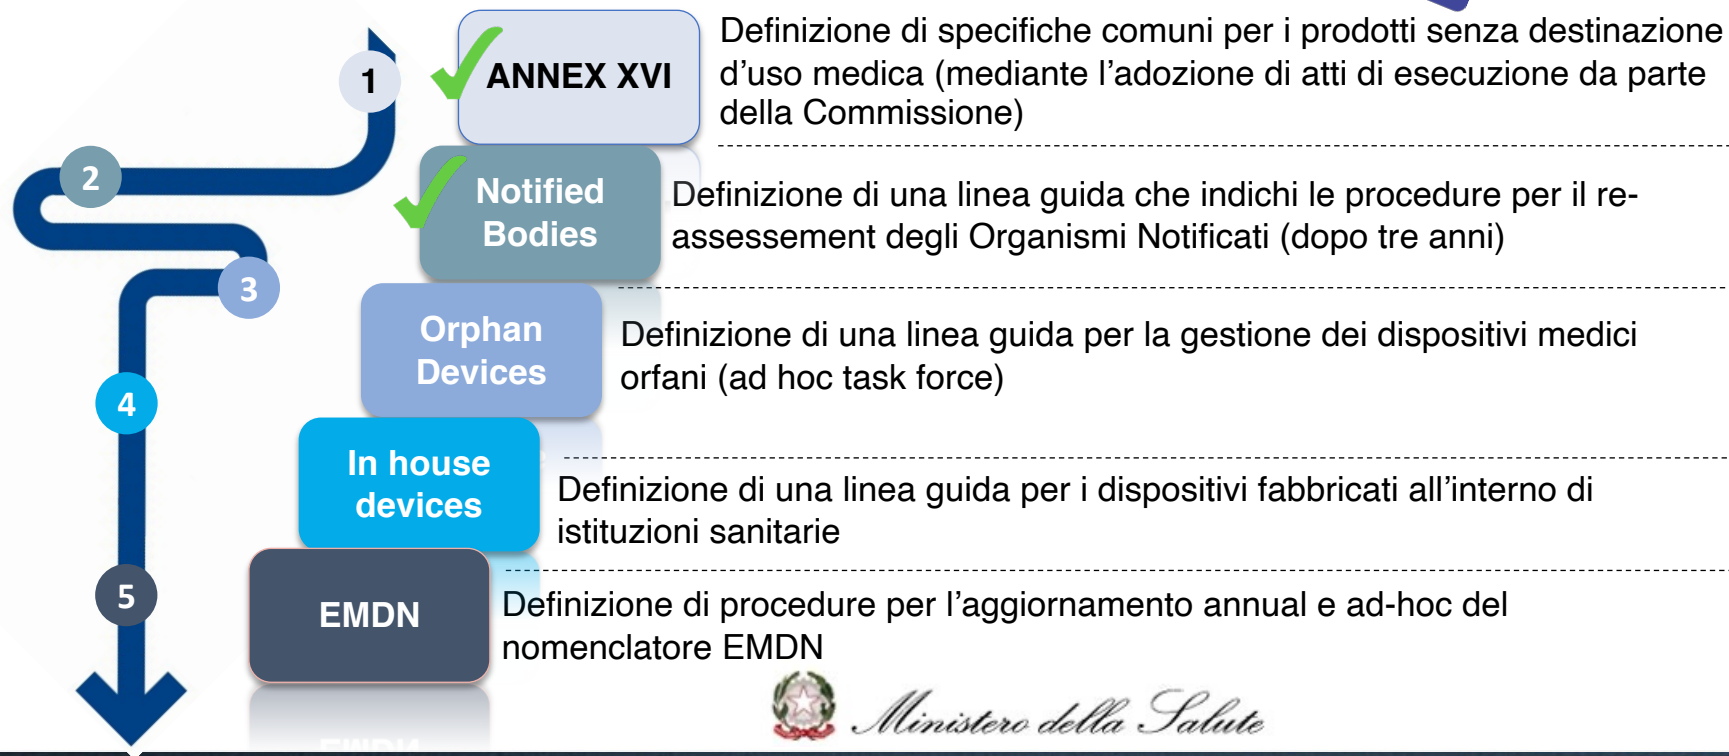 1
ANNEX XVI
Definizione di specifiche comuni per i prodotti senza destinazione
d'uso medica (mediante l'adozione di atti di esecuzione da parte
della Commissione)
2
Notified
Bodies
Definizione di una linea guida che indichi le procedure per il re-
assessement degli Organismi Notificati (dopo tre anni)
3
Orphan
Devices
Definizione di una linea guida per la gestione dei dispositivi medici
orfani (ad hoc task force)
4
In house
devices
Definizione di una linea guida per i dispositivi fabbricati all'interno di
istituzioni sanitarie
5
EMDN
Definizione di procedure per l'aggiornamento annual e ad-hoc del
nomenclatore EMDN
Ministero della Salute